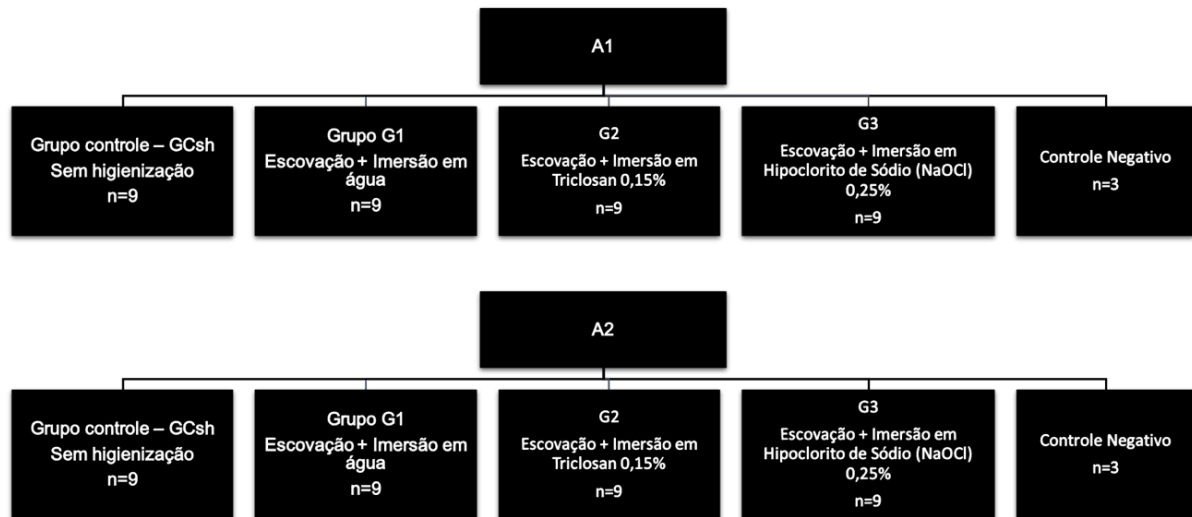 A1
Grupo controle – GCsh
Sem higienização
n=9
Grupo G1
Escovação + Imersão em
água
n=9
G2
Escovação + Imersão em
Triclosan 0,15%
n=9
G3
Escovação + Imersão em
Hipoclorito de Sódio (NaOCl)
0,25%
n=9
Controle Negativo
n=3
A2
Grupo controle – GCsh
Sem higienização
n=9
Grupo G1
Escovação + Imersão em
água
n=9
G2
Escovação + Imersão em
Triclosan 0,15%
n=9
G3
Escovação + Imersão em
Hipoclorito de Sódio (NaOCl)
0,25%
n=9
Controle Negativo
n=3